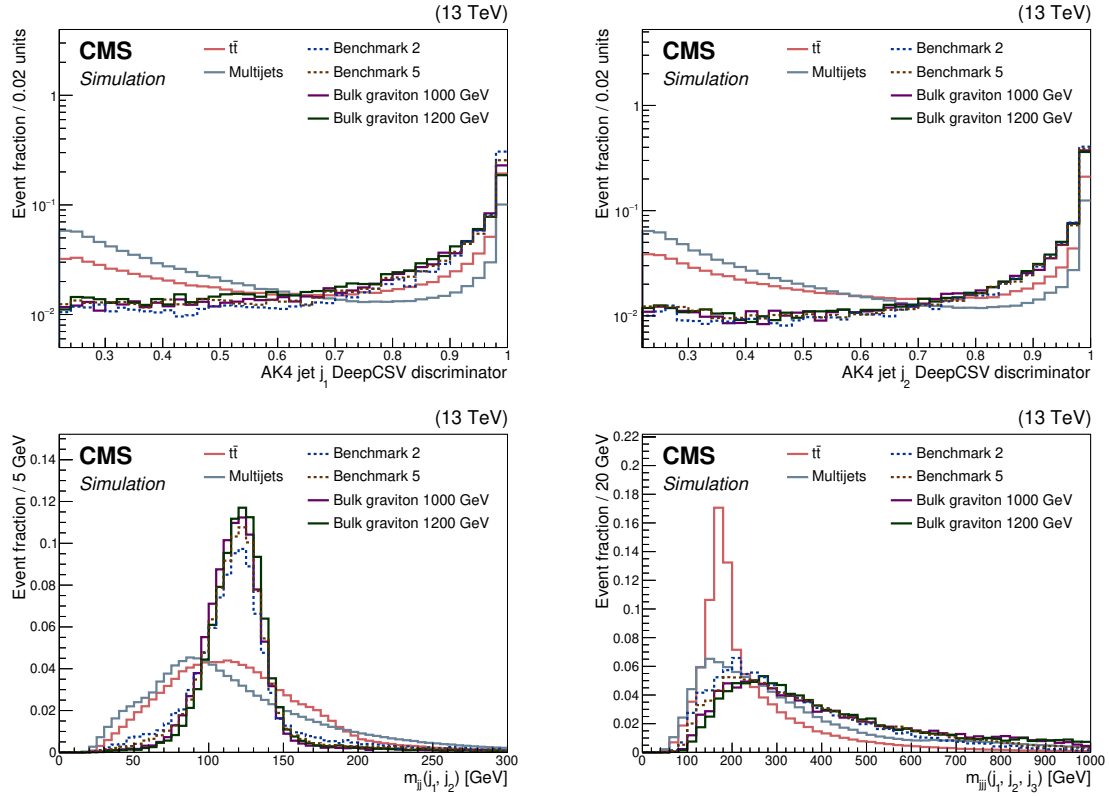 (13 TeV)
CMS
Simulation
tt̄
Multijets
Benchmark 2
Benchmark 5
Bulk graviton 1000 GeV
Bulk graviton 1200 GeV
Event fraction / 0.02 units
1
10⁻¹
10⁻²
0.3 0.4 0.5 0.6 0.7 0.8 0.9 1
AK4 jet j₁ DeepCSV discriminator
(13 TeV)
CMS
Simulation
tt̄
Multijets
Benchmark 2
Benchmark 5
Bulk graviton 1000 GeV
Bulk graviton 1200 GeV
Event fraction / 0.02 units
1
10⁻¹
10⁻²
0.3 0.4 0.5 0.6 0.7 0.8 0.9 1
AK4 jet j₂ DeepCSV discriminator
(13 TeV)
CMS
Simulation
tt̄
Multijets
Benchmark 2
Benchmark 5
Bulk graviton 1000 GeV
Bulk graviton 1200 GeV
Event fraction / 5 GeV
0.14
0.12
0.1
0.08
0.06
0.04
0.02
0
0 50 100 150 200 250 300
m_jj(j₁, j₂) [GeV]
(13 TeV)
CMS
Simulation
tt̄
Multijets
Benchmark 2
Benchmark 5
Bulk graviton 1000 GeV
Bulk graviton 1200 GeV
Event fraction / 20 GeV
0.22
0.2
0.18
0.16
0.14
0.12
0.1
0.08
0.06
0.04
0.02
0
0 100 200 300 400 500 600 700 800 900 1000
m_jjj(j₁, j₂, j₃) [GeV]